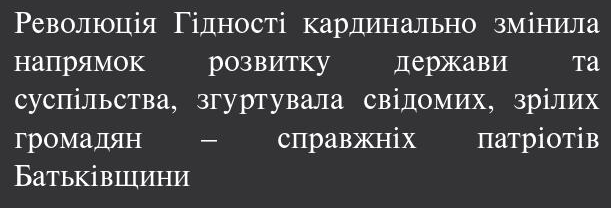 Революція Гідності кардинально змінила
напрямок розвитку держави та
суспільства, згуртувала свідомих, зрілих
громадян – справжніх патріотів
Батьківщини